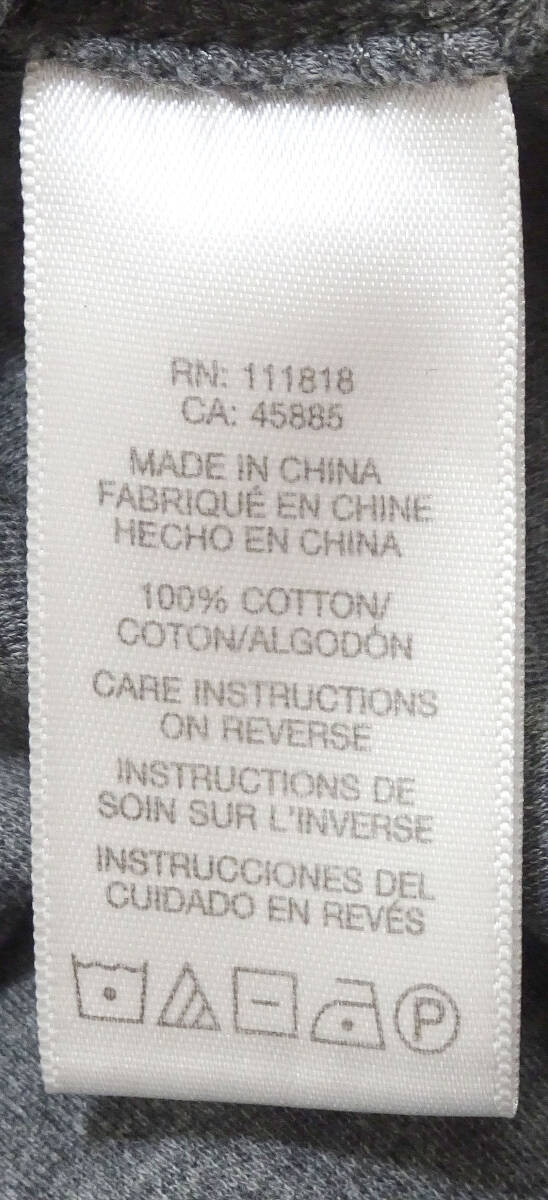 RN: 111818
CA: 45885
MADE IN CHINA
FABRIQUÉ EN CHINE
HECHO EN CHINA
100% COTTON/
COTON/ALGODÓN
CARE INSTRUCTIONS
ON REVERSE
INSTRUCTIONS DE
SOIN SUR L'INVERSE
INSTRUCCIONES DEL
CUIDADO EN REVÉS
P